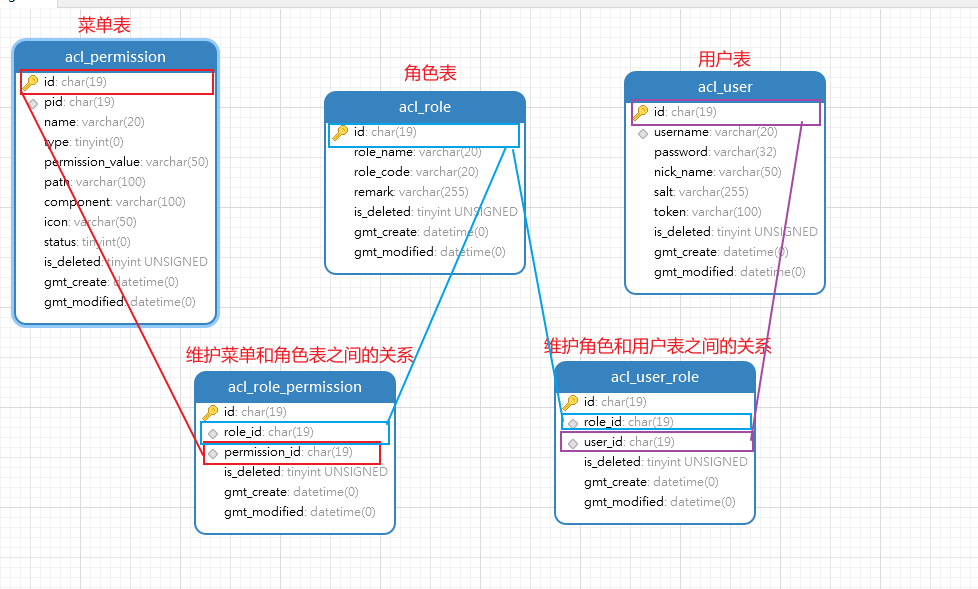 菜单表
acl_permission
id: char(19)
pid: char(19)
name: varchar(20)
type: tinyint(0)
permission_value: varchar(50)
path: varchar(100)
component: varchar(100)
icon: varchar(50)
status: tinyint(0)
is_deleted: tinyint UNSIGNED
gmt_create: datetime(0)
gmt_modified: datetime(0)
角色表
acl_role
id: char(19)
role_name: varchar(20)
role_code: varchar(20)
remark: varchar(255)
is_deleted: tinyint UNSIGNED
gmt_create: datetime(0)
gmt_modified: datetime(0)
用户表
acl_user
id: char(19)
username: varchar(20)
password: varchar(32)
nick_name: varchar(50)
salt: varchar(255)
token: varchar(100)
is_deleted: tinyint UNSIGNED
gmt_create: datetime(0)
gmt_modified: datetime(0)
维护菜单和角色表之间的关系
acl_role_permission
id: char(19)
role_id: char(19)
permission_id: char(19)
is_deleted: tinyint UNSIGNED
gmt_create: datetime(0)
gmt_modified: datetime(0)
维护角色和用户表之间的关系
acl_user_role
id: char(19)
role_id: char(19)
user_id: char(19)
is_deleted: tinyint UNSIGNED
gmt_create: datetime(0)
gmt_modified: datetime(0)